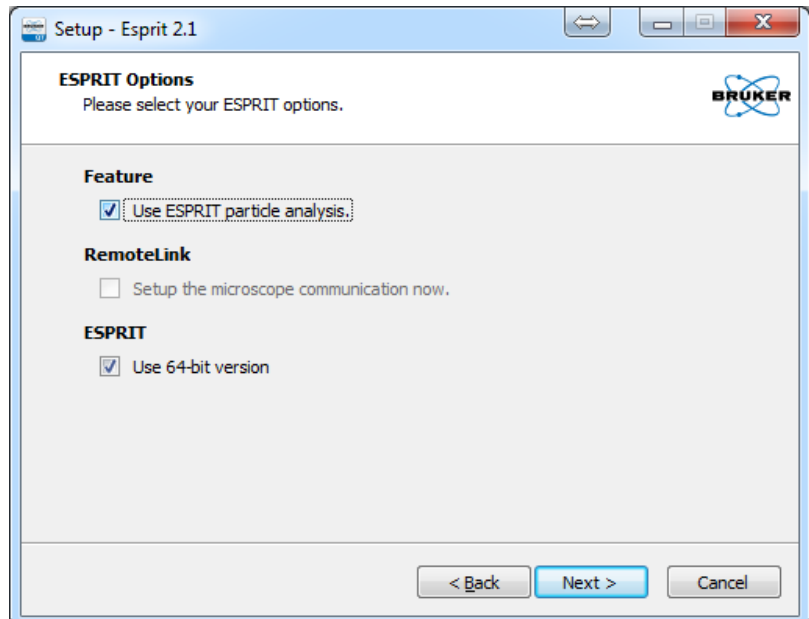 Setup - Esprit 2.1
ESPRIT Options
Please select your ESPRIT options.
BRUKER
Feature
Use ESPRIT particle analysis.
RemoteLink
Setup the microscope communication now.
ESPRIT
Use 64-bit version
< Back
Next >
Cancel